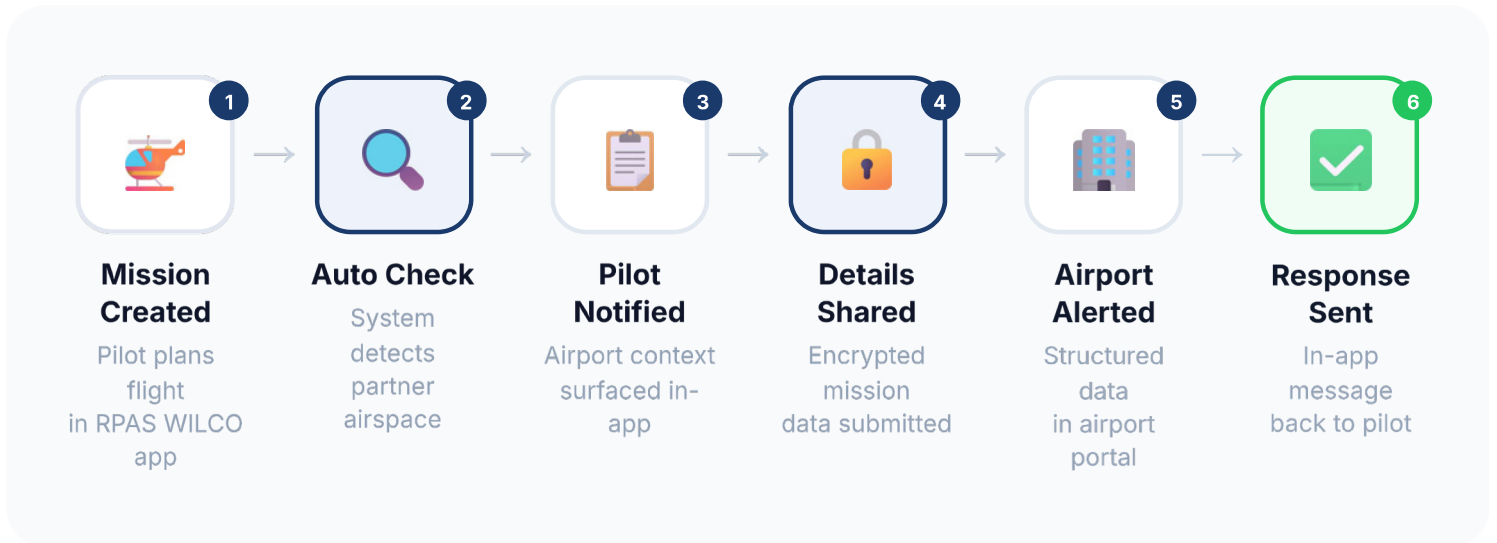 1
2
3
4
5
6
Mission
Created
Pilot plans
flight
in RPAS WILCO
app
Auto Check
System
detects
partner
airspace
Pilot
Notified
Airport context
surfaced in-
app
Details
Shared
Encrypted
mission
data submitted
Airport
Alerted
Structured
data
in airport
portal
Response
Sent
In-app
message
back to pilot